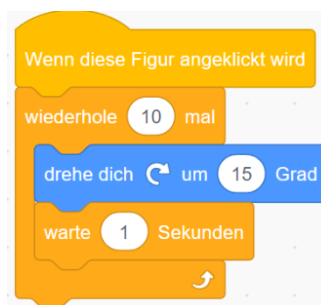 Wenn diese Figur angeklickt wird
wiederhole 10 mal
drehe dich um 15 Grad
warte 1 Sekunden